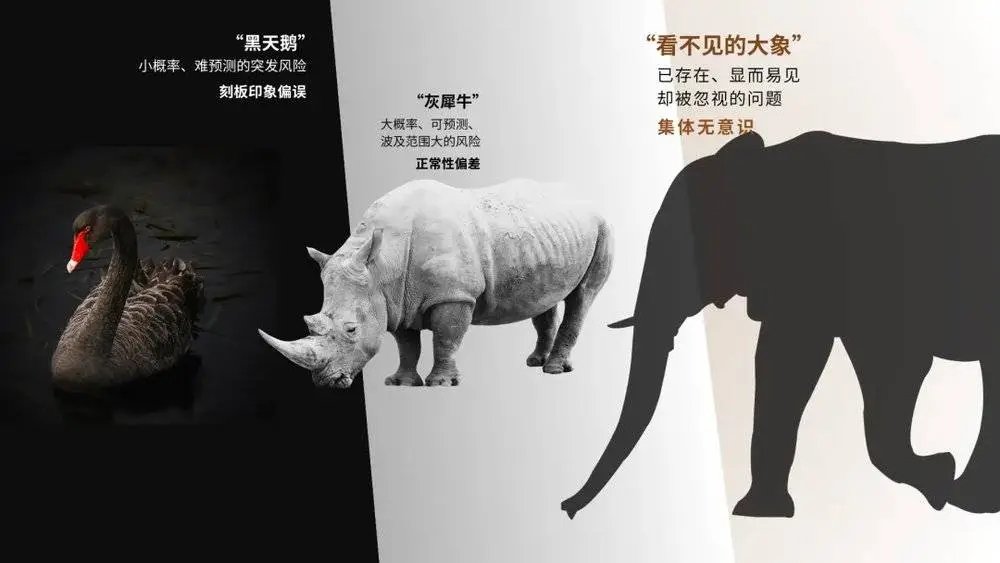 “黑天鹅”
小概率、难预测的突发风险
刻板印象偏误
“灰犀牛”
大概率、可预测、
波及范围大的风险
正常性偏差
“看不见的大象”
已存在、显而易见
却被忽视的问题
集体无意识